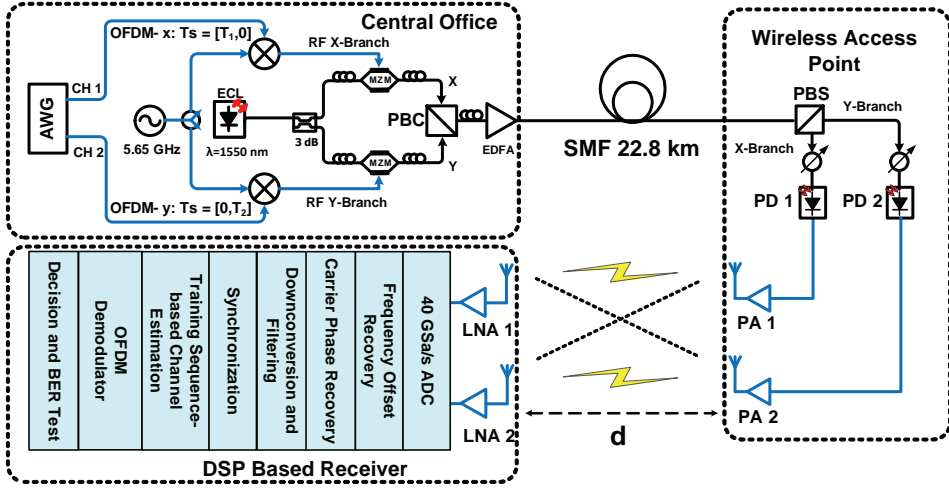 Central Office
OFDM- x: Ts = [T₁,0]
RF X-Branch
CH 1
AWG
ECL
MZM
X
5.65 GHz
λ=1550 nm
3 dB
PBC
EDFA
CH 2
MZM
Y
OFDM- y: Ts = [0,T₂]
RF Y-Branch
SMF 22.8 km
Wireless Access
Point
PBS
Y-Branch
X-Branch
PD 1
PD 2
PA 1
PA 2
d
LNA 1
LNA 2
40 GSa/s ADC
Frequency Offset
Recovery
Carrier Phase Recovery
Downconversion and
Filtering
Synchronization
Training Sequence-
based Channel
Estimation
OFDM
Demodulator
Decision and BER Test
DSP Based Receiver